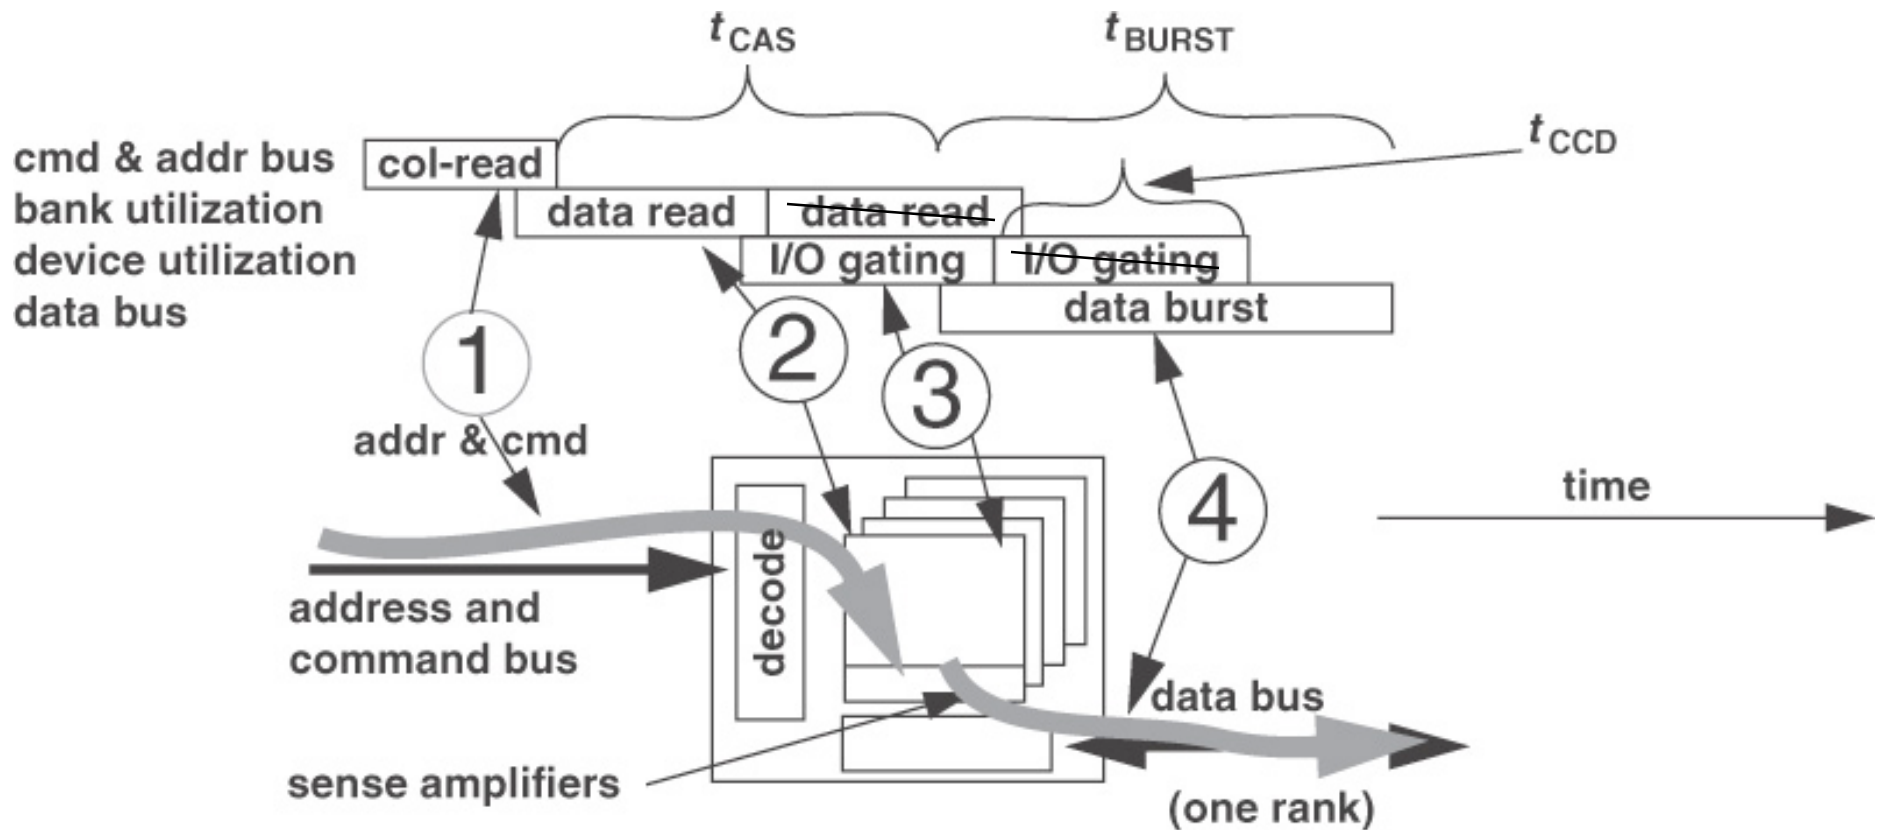 tCAS
tBURST
tCCD
cmd & addr bus
col-read
bank utilization
data read
data read
device utilization
I/O gating
I/O gating
data bus
data burst
1
2
3
4
addr & cmd
time
decode
address and
command bus
data bus
sense amplifiers
(one rank)